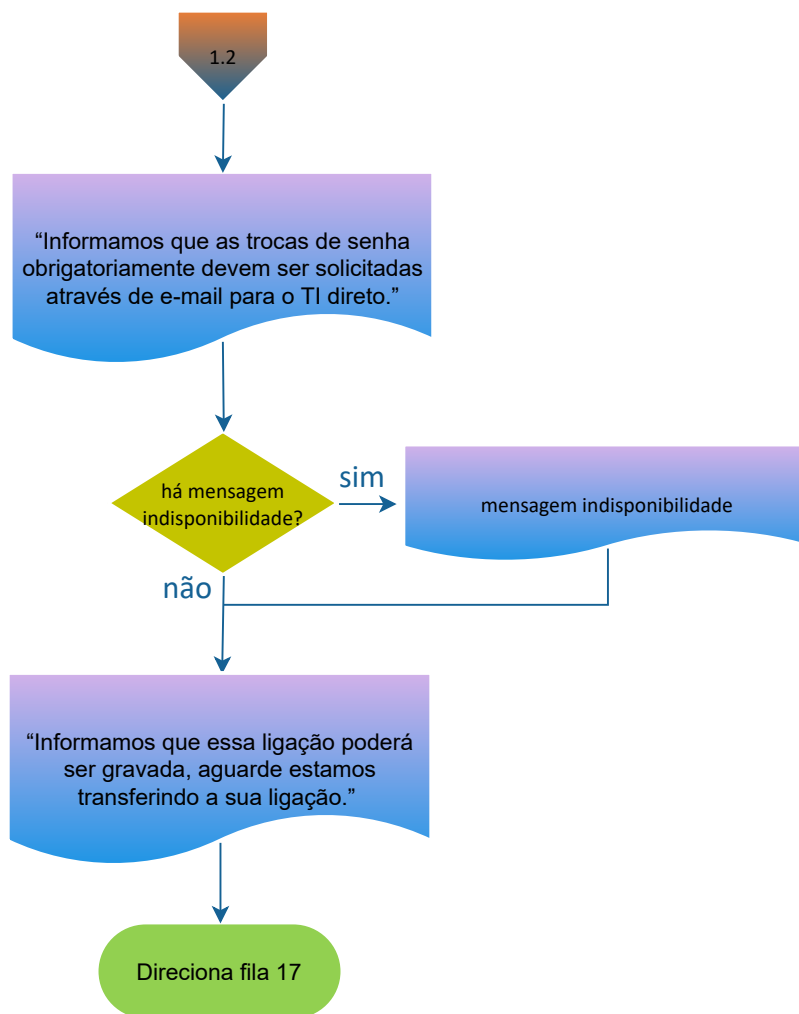 1.2
“Informamos que as trocas de senha
obrigatoriamente devem ser solicitadas
através de e-mail para o TI direto.”
há mensagem
indisponibilidade?
sim
mensagem indisponibilidade
não
“Informamos que essa ligação poderá
ser gravada, aguarde estamos
transferindo a sua ligação.”
Direciona fila 17